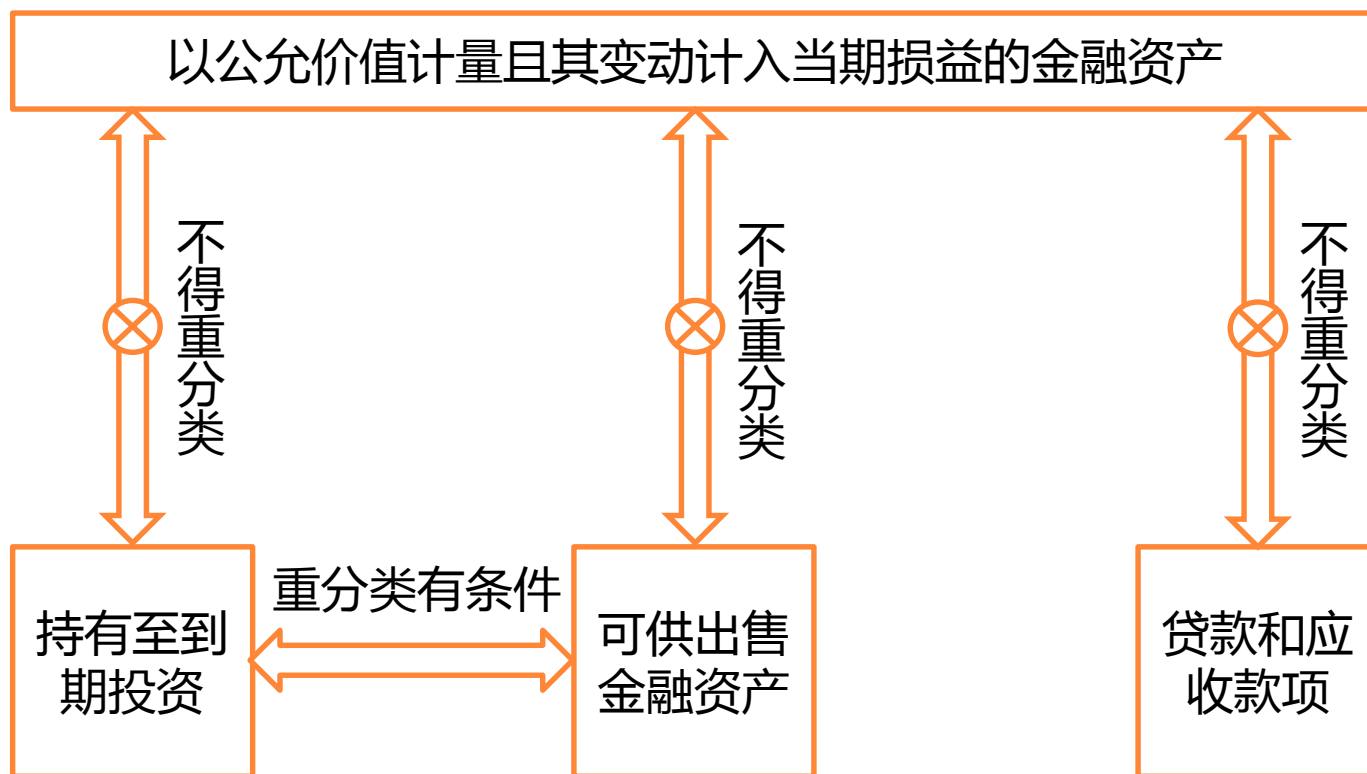 以公允价值计量且其变动计入当期损益的金融资产
不得重分类
不得重分类
不得重分类
重分类有条件
持有至到
期投资
可供出售
金融资产
贷款和应
收款项